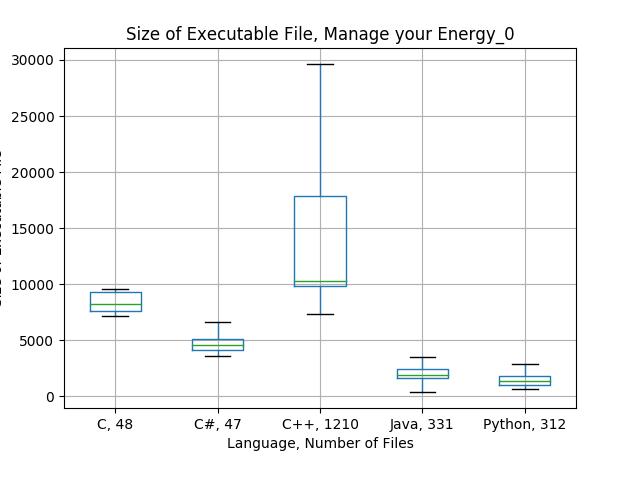 Size of Executable File, Manage your Energy_0
30000
25000
20000
15000
10000
5000
0
C, 48
C#, 47
C++, 1210
Java, 331
Python, 312
Language, Number of Files